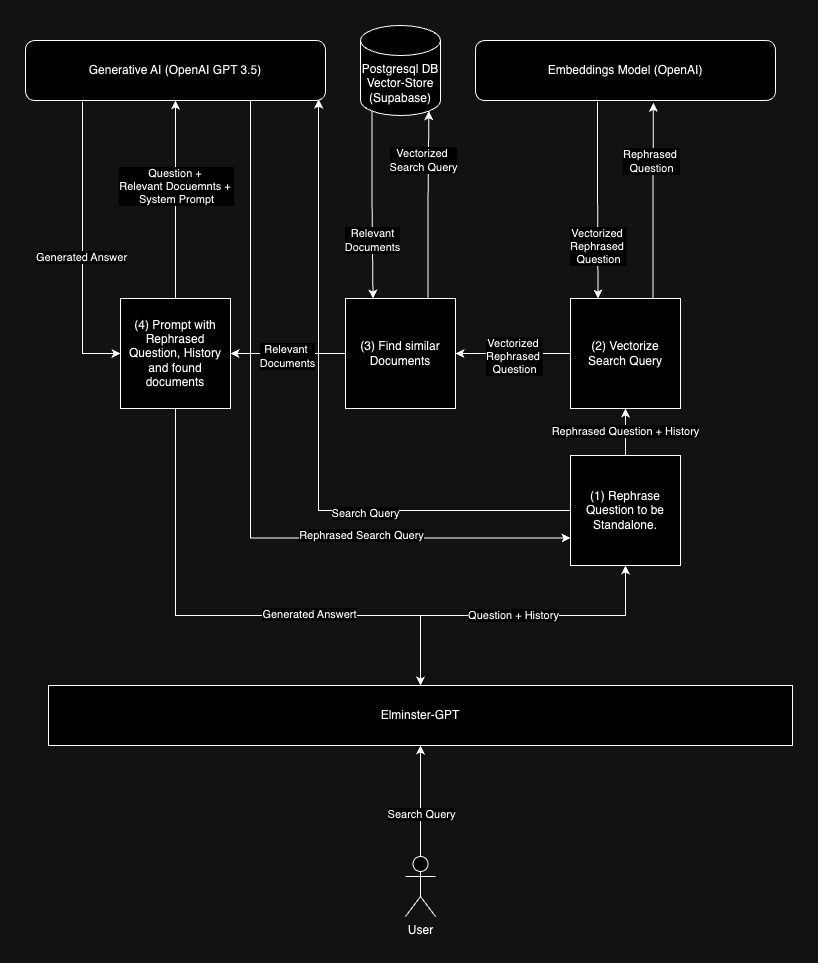 Generative AI (OpenAI GPT 3.5)
Postgresql DB
Vector-Store
(Supabase)
Embeddings Model (OpenAI)
Question +
Relevant Docuemnts +
System Prompt
Vectorized
Search Query
Rephrased
Question
Generated Answer
Relevant
Documents
Vectorized
Rephrased
Question
(4) Prompt with
Rephrased
Question, History
and found
documents
Relevant
Documents
(3) Find similar
Documents
Vectorized
Rephrased
Question
(2) Vectorize
Search Query
Rephrased Question + History
(1) Rephrase
Question to be
Standalone.
Search Query
Rephrased Search Query
Generated Answert
Question + History
Elminster-GPT
Search Query
User